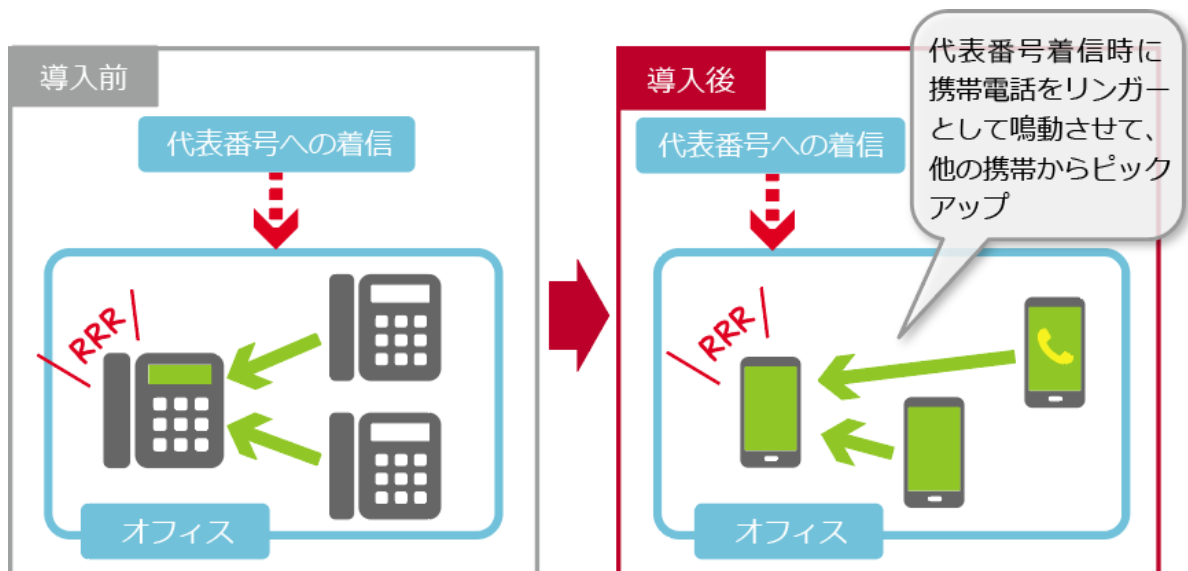 導入前
代表番号への着信
RRR
オフィス
導入後
代表番号への着信
代表番号着信時に
携帯電話をリンガー
として鳴動させて、
他の携帯からピック
アップ
RRR
オフィス